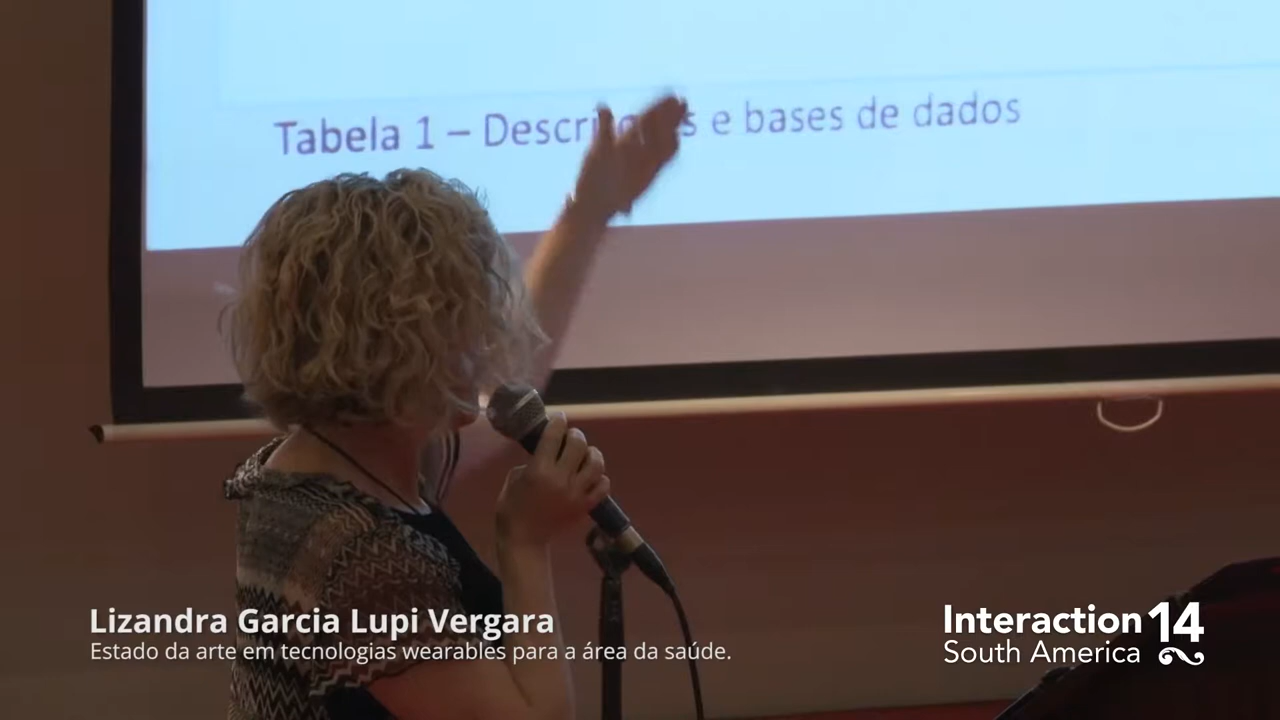 Tabela 1 – e bases de dados
Lizandra Garcia Lupi Vergara
Estado da arte em tecnologias wearables para a área da saúde.
Interaction 14
South America